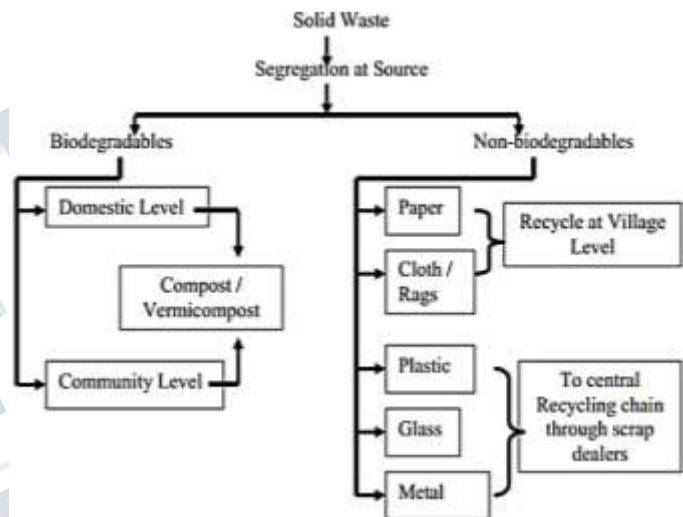 Solid Waste
Segregation at Source
Biodegradables
Non-biodegradables
Domestic Level
Compost /
Vermicompost
Community Level
Paper
Cloth /
Rags
Recycle at Village
Level
Plastic
Glass
Metal
To central
Recycling chain
through scrap
dealers